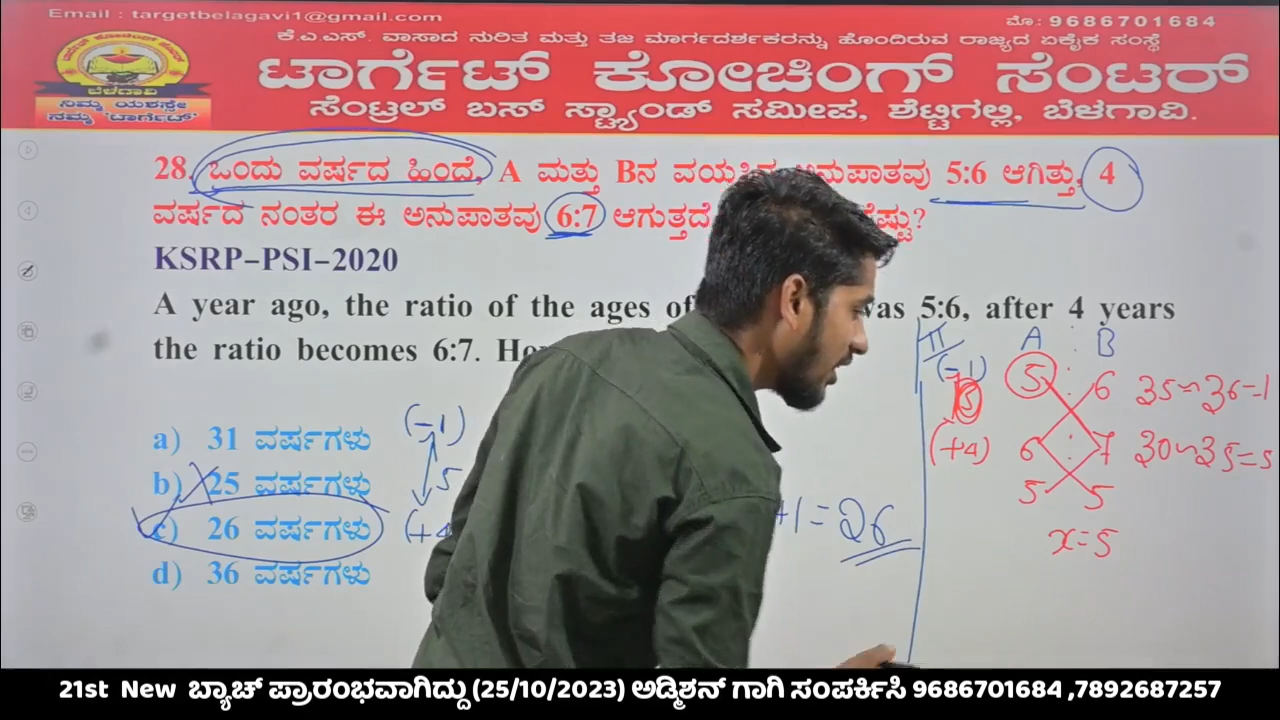 Email : targetbelagavi1@gmail.com
ಮೊ: 9686701684
ಕೆ.ಎ.ಎಸ್. ವಾಸಾದ ನುರಿತ ಮತ್ತು ತಜ್ಞ ಮಾರ್ಗದರ್ಶಕರನ್ನು ಹೊಂದಿರುವ ರಾಜ್ಯದ ಏಕೈಕ ಸಂಸ್ಥೆ
ಟಾರ್ಗೆಟ್ ಕೋಚಿಂಗ್ ಸೆಂಟರ್
ಸೆಂಟ್ರಲ್ ಬಸ್ ಸ್ಟ್ಯಾಂಡ್ ಸಮೀಪ, ಶೆಟ್ಟಿಗಲ್ಲಿ, ಬೆಳಗಾವಿ.
ಬೆಳಗಾವಿ
ನಿಮ್ಮ ಯಶಸ್ಸೇ
ನಮ್ಮ 'ಟಾರ್ಗೆಟ್'
28. ಒಂದು ವರ್ಷದ ಹಿಂದೆ, A ಮತ್ತು Bನ ಅನುಪಾತವು 5:6 ಆಗಿತ್ತು, 4
ವರ್ಷದ ನಂತರ ಈ ಅನುಪಾತವು 6:7 ಆಗುತ್ತದೆ
KSRP-PSI-2020
A year ago, the ratio of the ages of was 5:6, after 4 years
the ratio becomes 6:7.
A : B
(-1) 5 6 35~36=1
5
(+4) 6 : 7 30~35=5
5 5
x=5
a) 31 ವರ್ಷಗಳು (-1)
b) 25 ವರ್ಷಗಳು 5
c) 26 ವರ್ಷಗಳು (+4 +1=26
d) 36 ವರ್ಷಗಳು
21st New ಬ್ಯಾಚ್ ಪ್ರಾರಂಭವಾಗಿದ್ದು (25/10/2023) ಅಡ್ಮಿಶನ್ ಗಾಗಿ ಸಂಪರ್ಕಿಸಿ 9686701684 ,7892687257